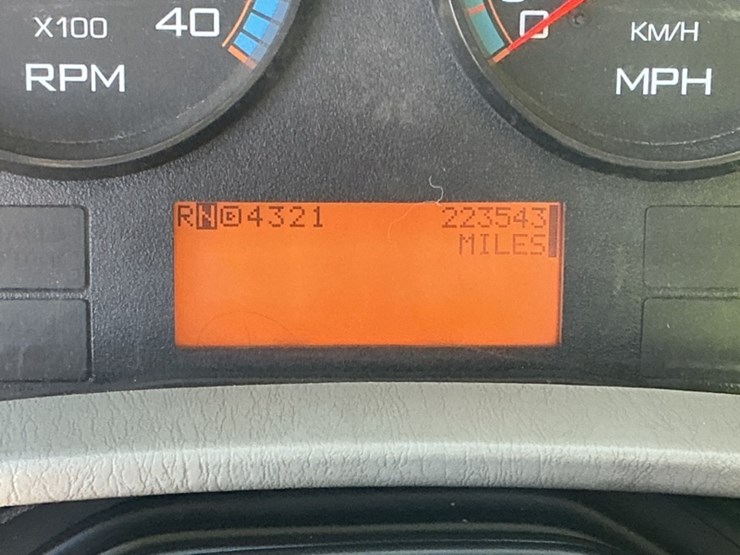 X100 40
RPM
0 KM/H
MPH
RNⒹ4321 223543
MILES